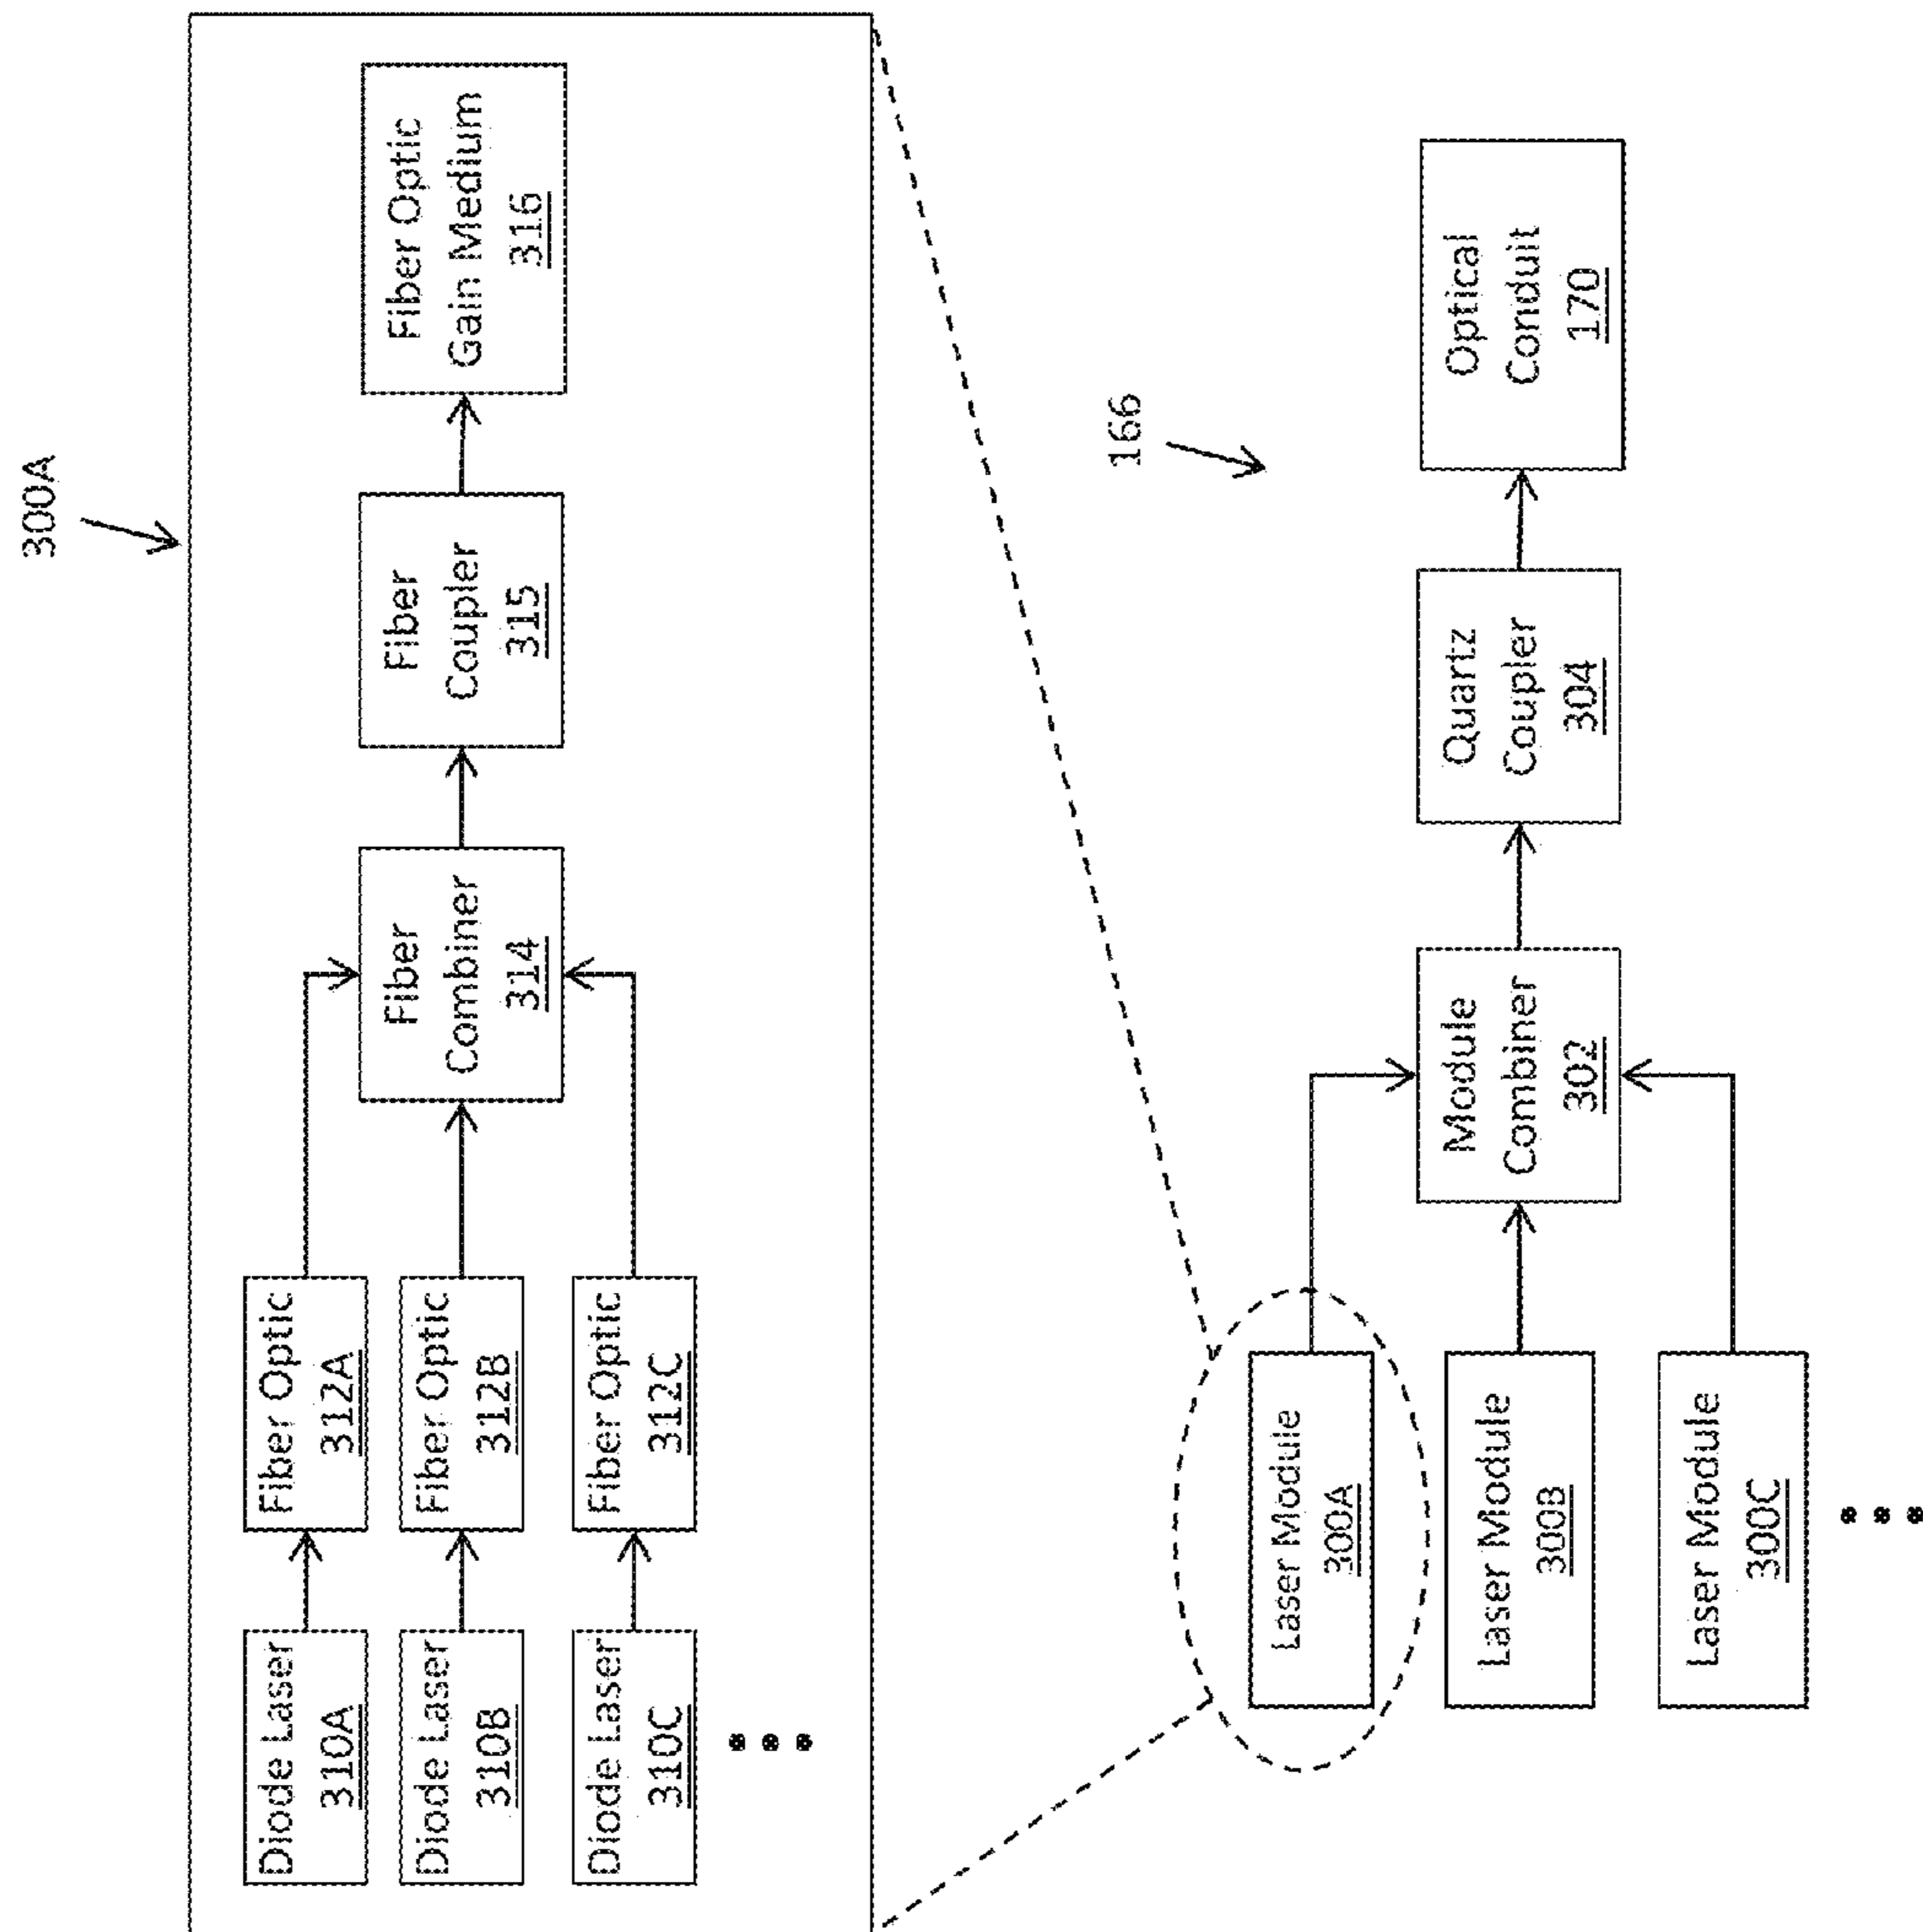 300A
Diode Laser
310A
Fiber Optic
312A
Diode Laser
310B
Fiber Optic
312B
Diode Laser
310C
Fiber Optic
312C
Fiber
Combiner
314
Fiber
Coupler
315
Fiber Optic
Gain Medium
316
166
Laser Module
300A
Laser Module
300B
Laser Module
300C
Module
Combiner
302
Quartz
Coupler
304
Optical
Conduit
170